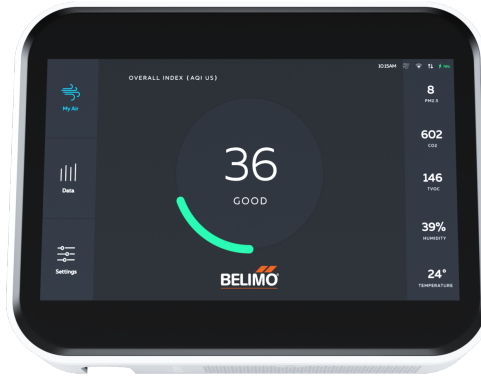 10:15AM
OVERALL INDEX (AQI US)
My Air
Data
Settings
36
GOOD
BELIMO
8
PM2.5
602
CO2
146
TVOC
39%
HUMIDITY
24°
TEMPERATURE